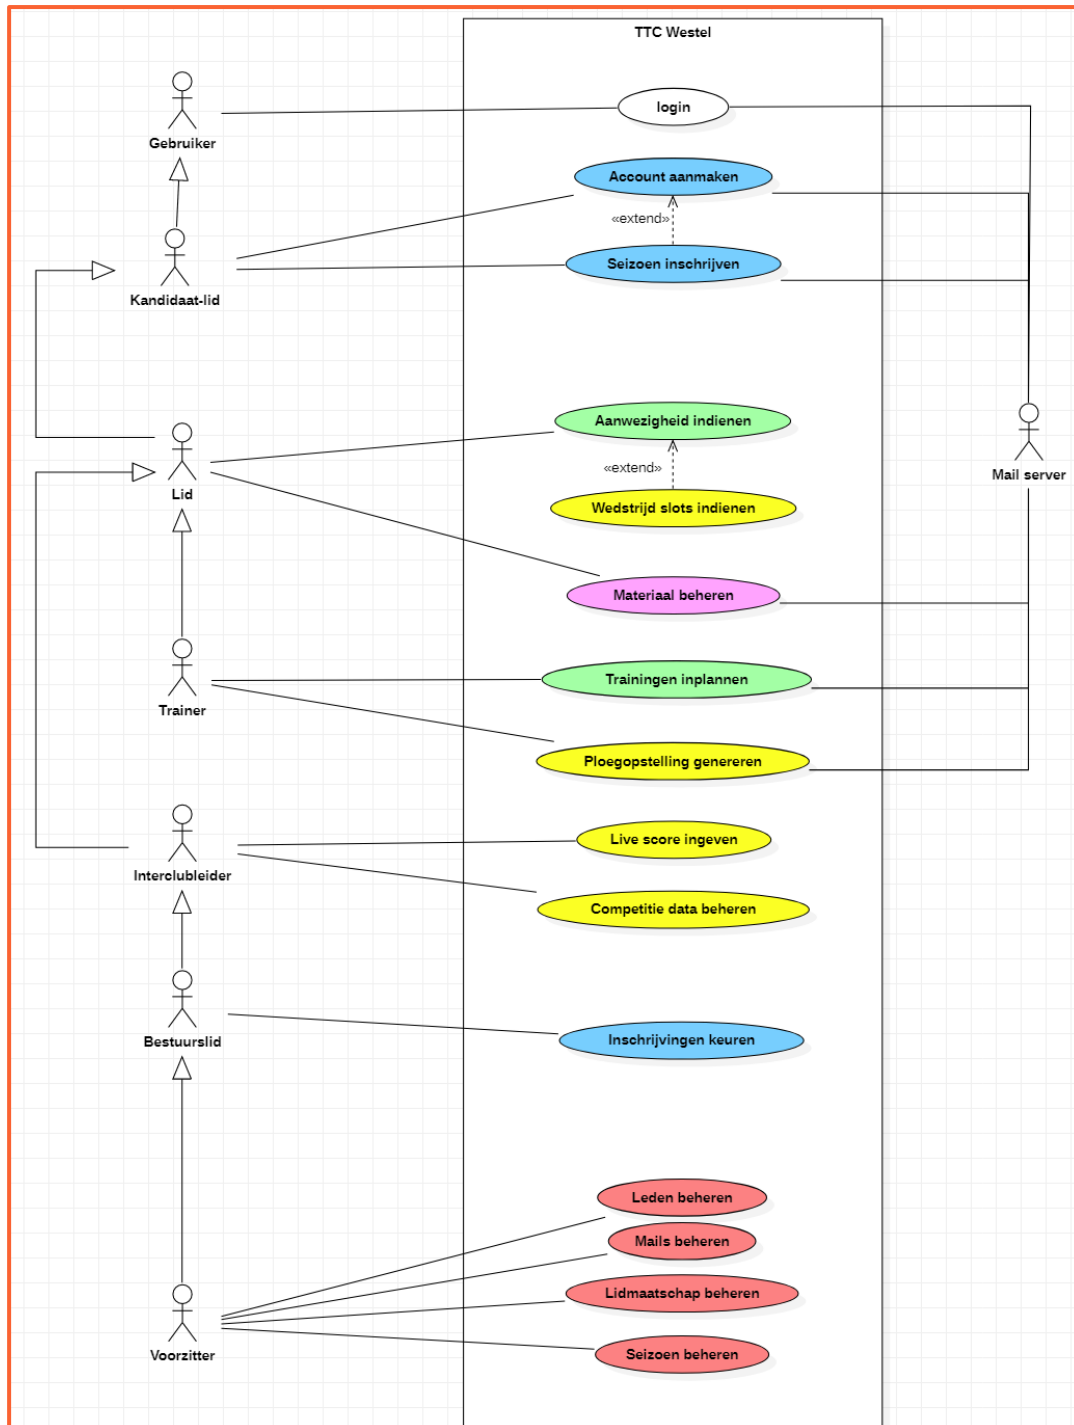 TTC Westel
login
Gebruiker
Account aanmaken
«extend»
Seizoen inschrijven
Kandidaat-lid
Aanwezigheid indienen
«extend»
Lid
Mail server
Wedstrijd slots indienen
Materiaal beheren
Trainingen inplannen
Trainer
Ploegopstelling genereren
Live score ingeven
Interclubleider
Competitie data beheren
Bestuurslid
Inschrijvingen keuren
Leden beheren
Mails beheren
Lidmaatschap beheren
Voorzitter
Seizoen beheren